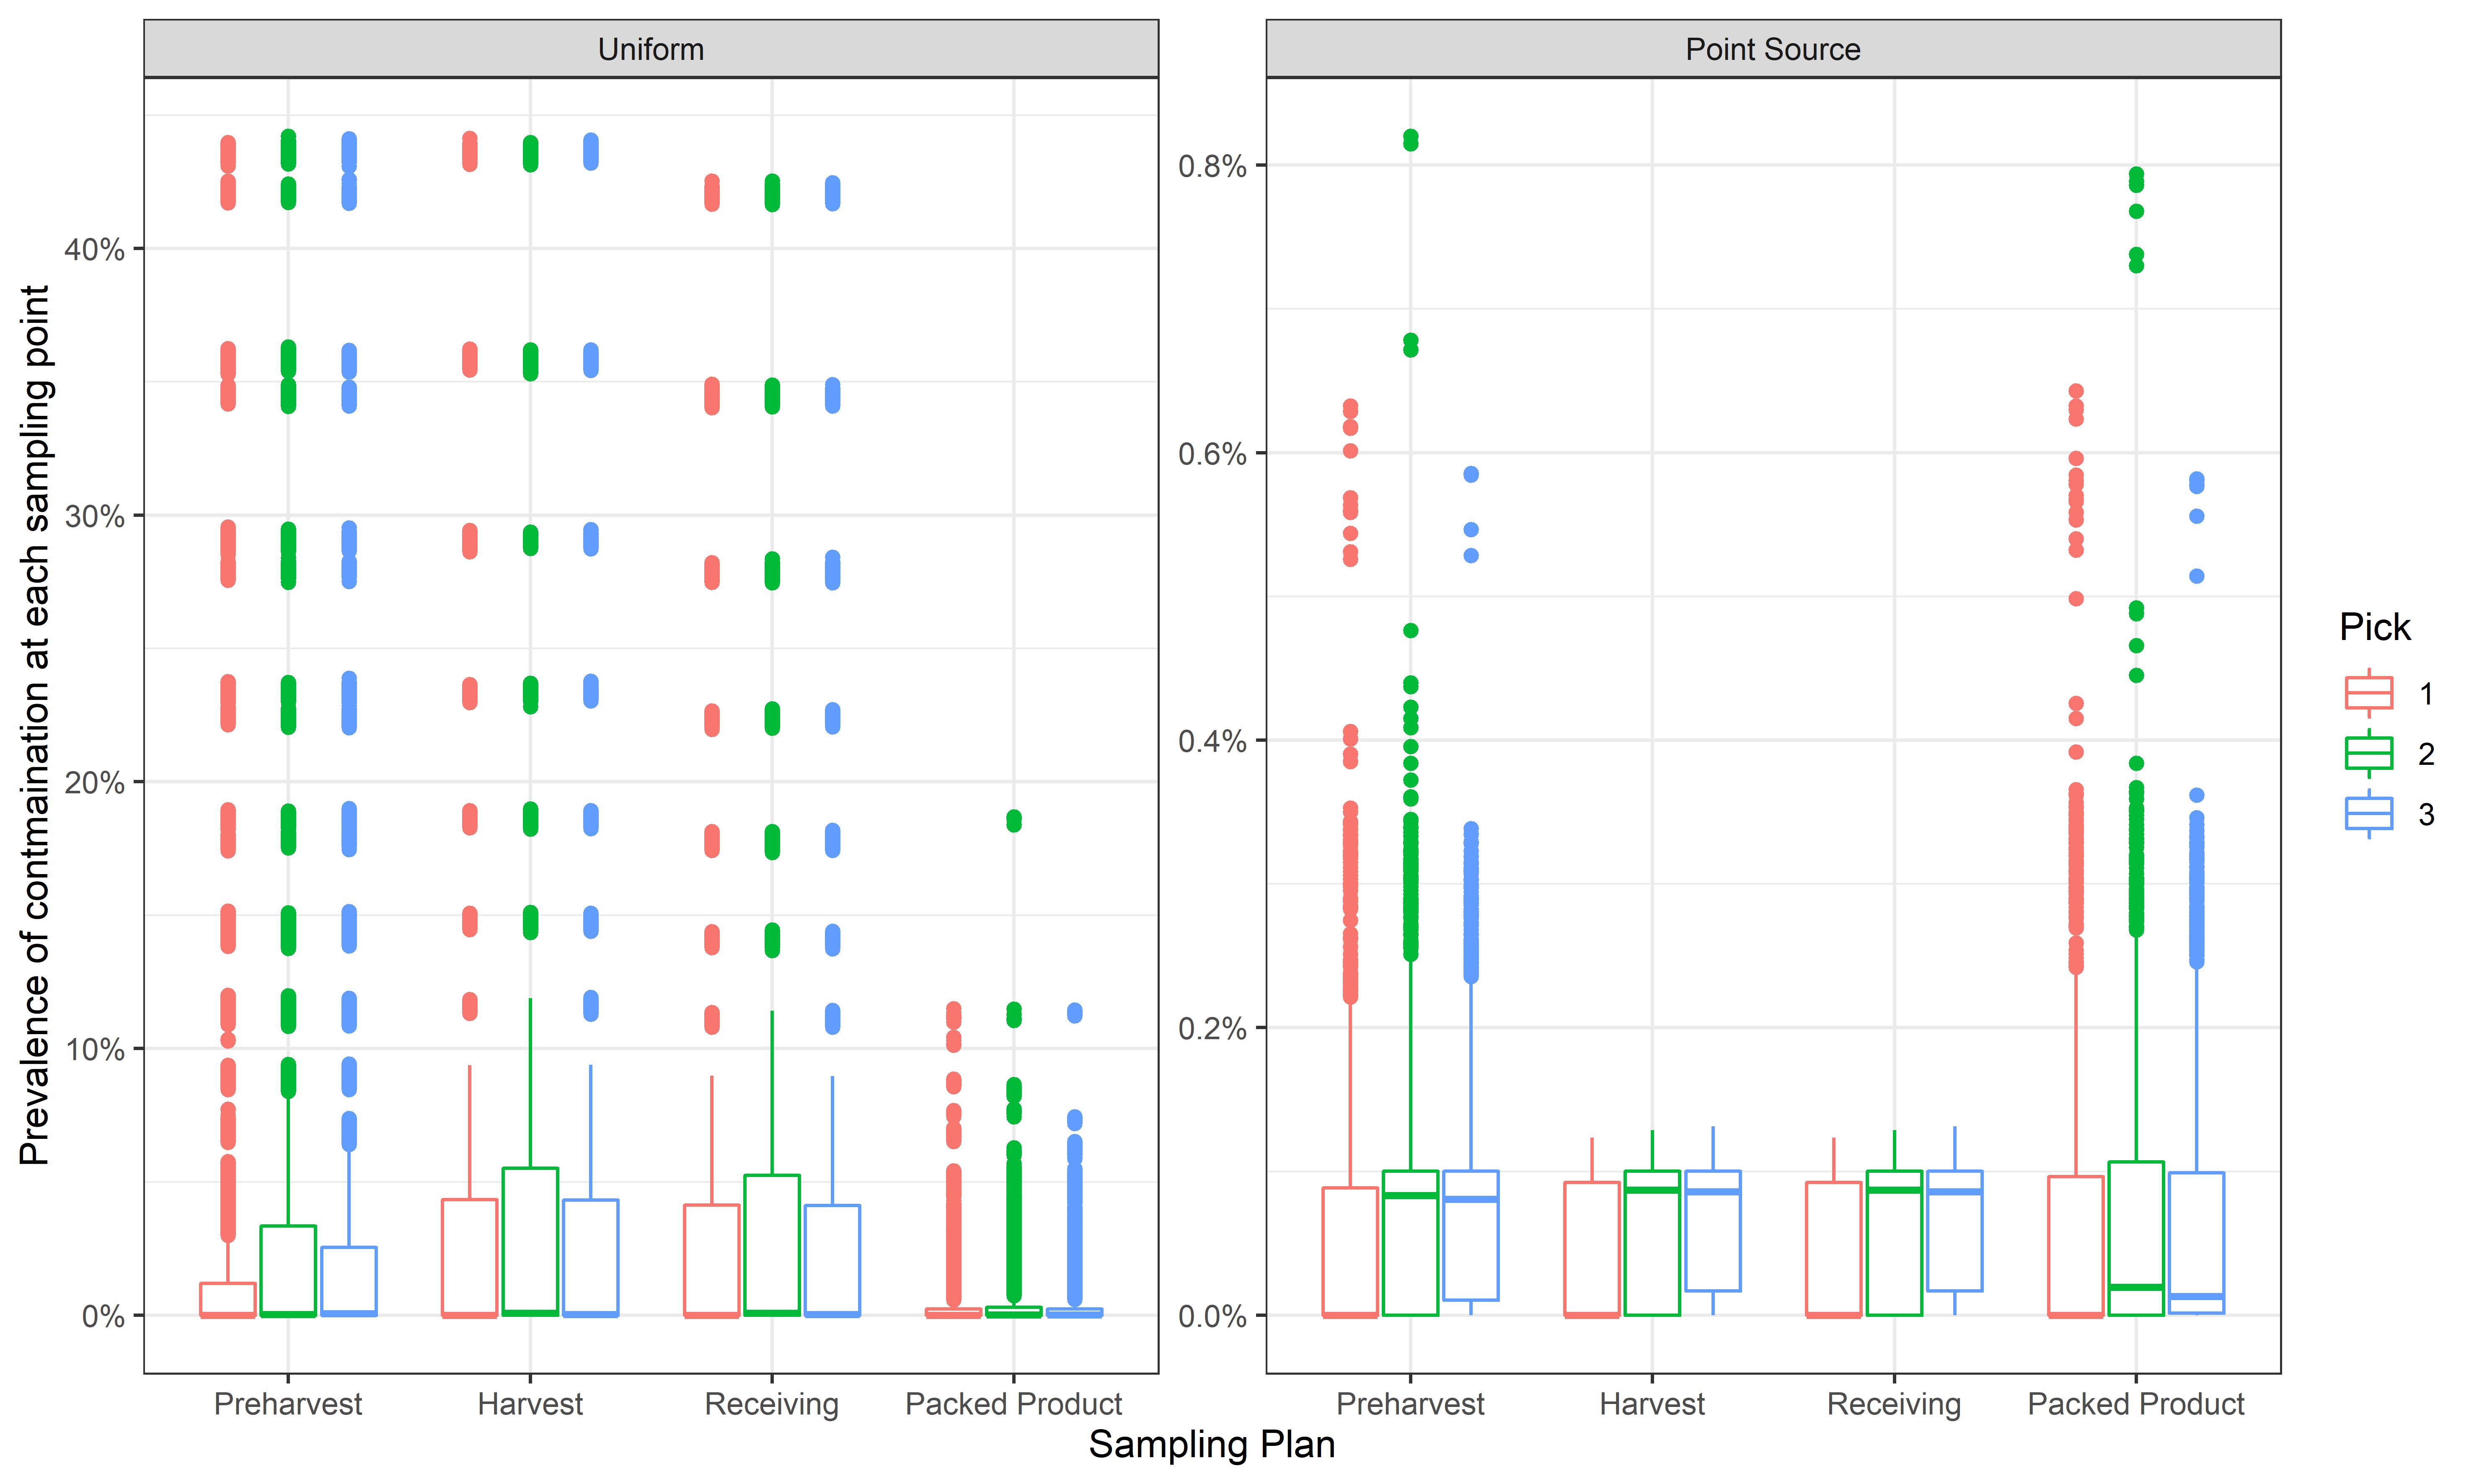 Uniform
Point Source
Prevalence of contmaination at each sampling point
40%
30%
20%
10%
0%
0.8%
0.6%
0.4%
0.2%
0.0%
Preharvest Harvest Receiving Packed Product
Preharvest Harvest Receiving Packed Product
Sampling Plan
Pick
1
2
3